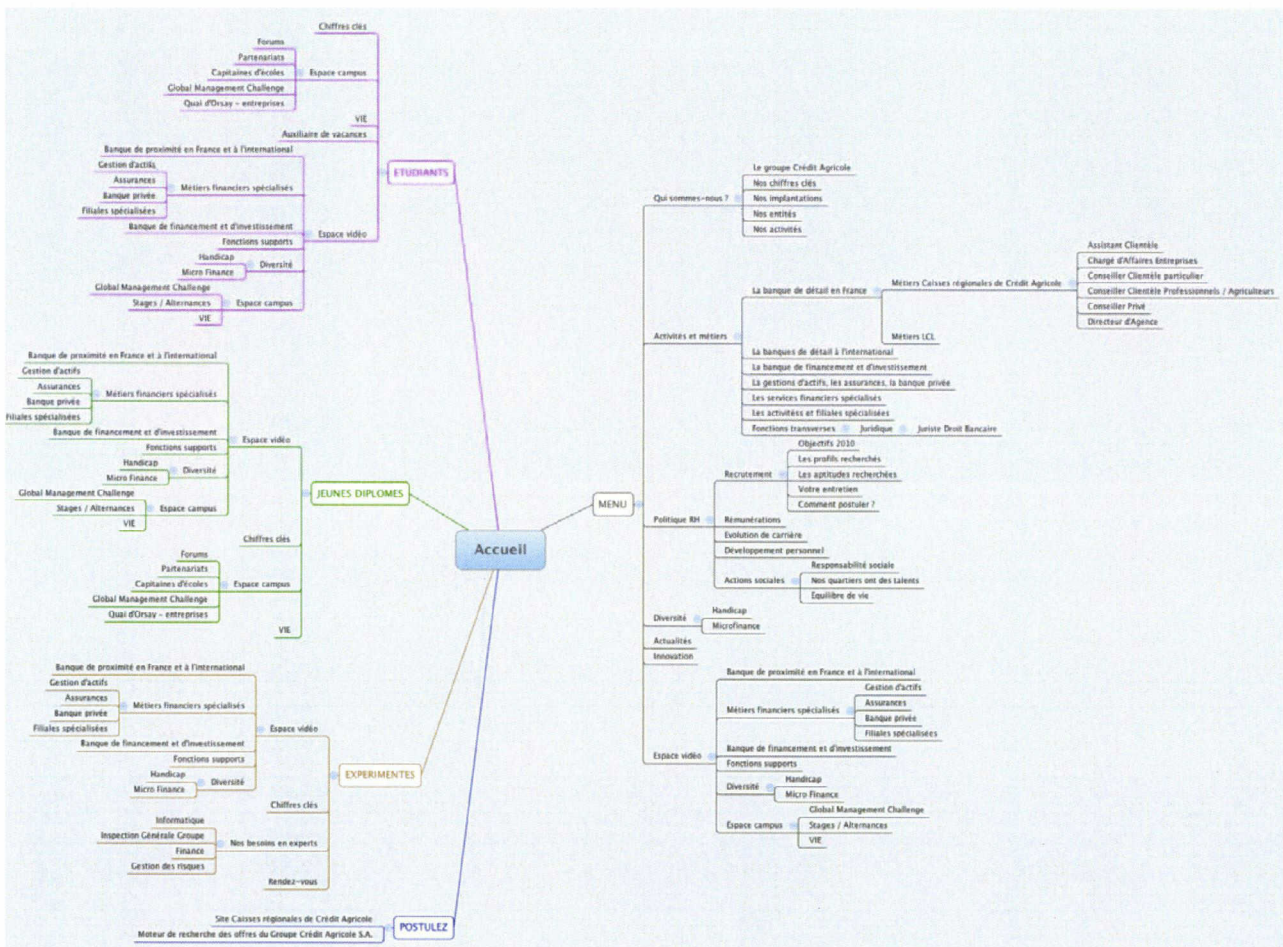 Chiffres clés
Forums
Partenariats
Capitaines d'écoles
Espace campus
Global Management Challenge
Quai d'Orsay - entreprises
VIE
Auxiliaire de vacances
Banque de proximité en France et à l'international
Gestion d'actifs
Assurances
Métiers financiers spécialisés
Banque privée
Filiales spécialisées
Banque de financement et d'investissement
Espace vidéo
Fonctions supports
Handicap
Diversité
Micro Finance
Global Management Challenge
Stages / Alternances
Espace campus
VIE
ETUDIANTS
Banque de proximité en France et à l'international
Gestion d'actifs
Assurances
Métiers financiers spécialisés
Banque privée
Filiales spécialisées
Banque de financement et d'investissement
Espace vidéo
Fonctions supports
Handicap
Diversité
Micro Finance
Global Management Challenge
Stages / Alternances
Espace campus
VIE
JEUNES DIPLOMES
Chiffres clés
Forums
Partenariats
Capitaines d'écoles
Espace campus
Global Management Challenge
Quai d'Orsay - entreprises
VIE
Accueil
Banque de proximité en France et à l'international
Gestion d'actifs
Assurances
Métiers financiers spécialisés
Banque privée
Filiales spécialisées
Espace vidéo
Banque de financement et d'investissement
Fonctions supports
Handicap
Diversité
Micro Finance
EXPERIMENTES
Chiffres clés
Informatique
Inspection Générale Groupe
Nos besoins en experts
Finance
Gestion des risques
Rendez-vous
Site Caisses régionales de Crédit Agricole
Moteur de recherche des offres du Groupe Crédit Agricole S.A.
POSTULEZ
MENU
Qui sommes-nous ?
Le groupe Crédit Agricole
Nos chiffres clés
Nos implantations
Nos entités
Nos activités
Activités et métiers
La banque de détail en France
Métiers Caisses régionales de Crédit Agricole
Assistant Clientèle
Chargé d'Affaires Entreprises
Conseiller Clientèle particulier
Conseiller Clientèle Professionnels / Agriculteurs
Conseiller Privé
Directeur d'Agence
Métiers LCL
La banques de détail à l'international
La banque de financement et d'investissement
La gestions d'actifs, les assurances, la banque privée
Les services financiers spécialisés
Les activitéss et filiales spécialisées
Fonctions transverses
Juridique
Juriste Droit Bancaire
Politique RH
Recrutement
Objectifs 2010
Les profils recherchés
Les aptitudes recherchées
Votre entretien
Comment postuler ?
Rémunérations
Evolution de carrière
Développement personnel
Actions sociales
Responsabilité sociale
Nos quartiers ont des talents
Equilibre de vie
Diversité
Handicap
Microfinance
Actualités
Innovation
Espace vidéo
Banque de proximité en France et à l'international
Métiers financiers spécialisés
Gestion d'actifs
Assurances
Banque privée
Filiales spécialisées
Banque de financement et d'investissement
Fonctions supports
Diversité
Handicap
Micro Finance
Espace campus
Global Management Challenge
Stages / Alternances
VIE